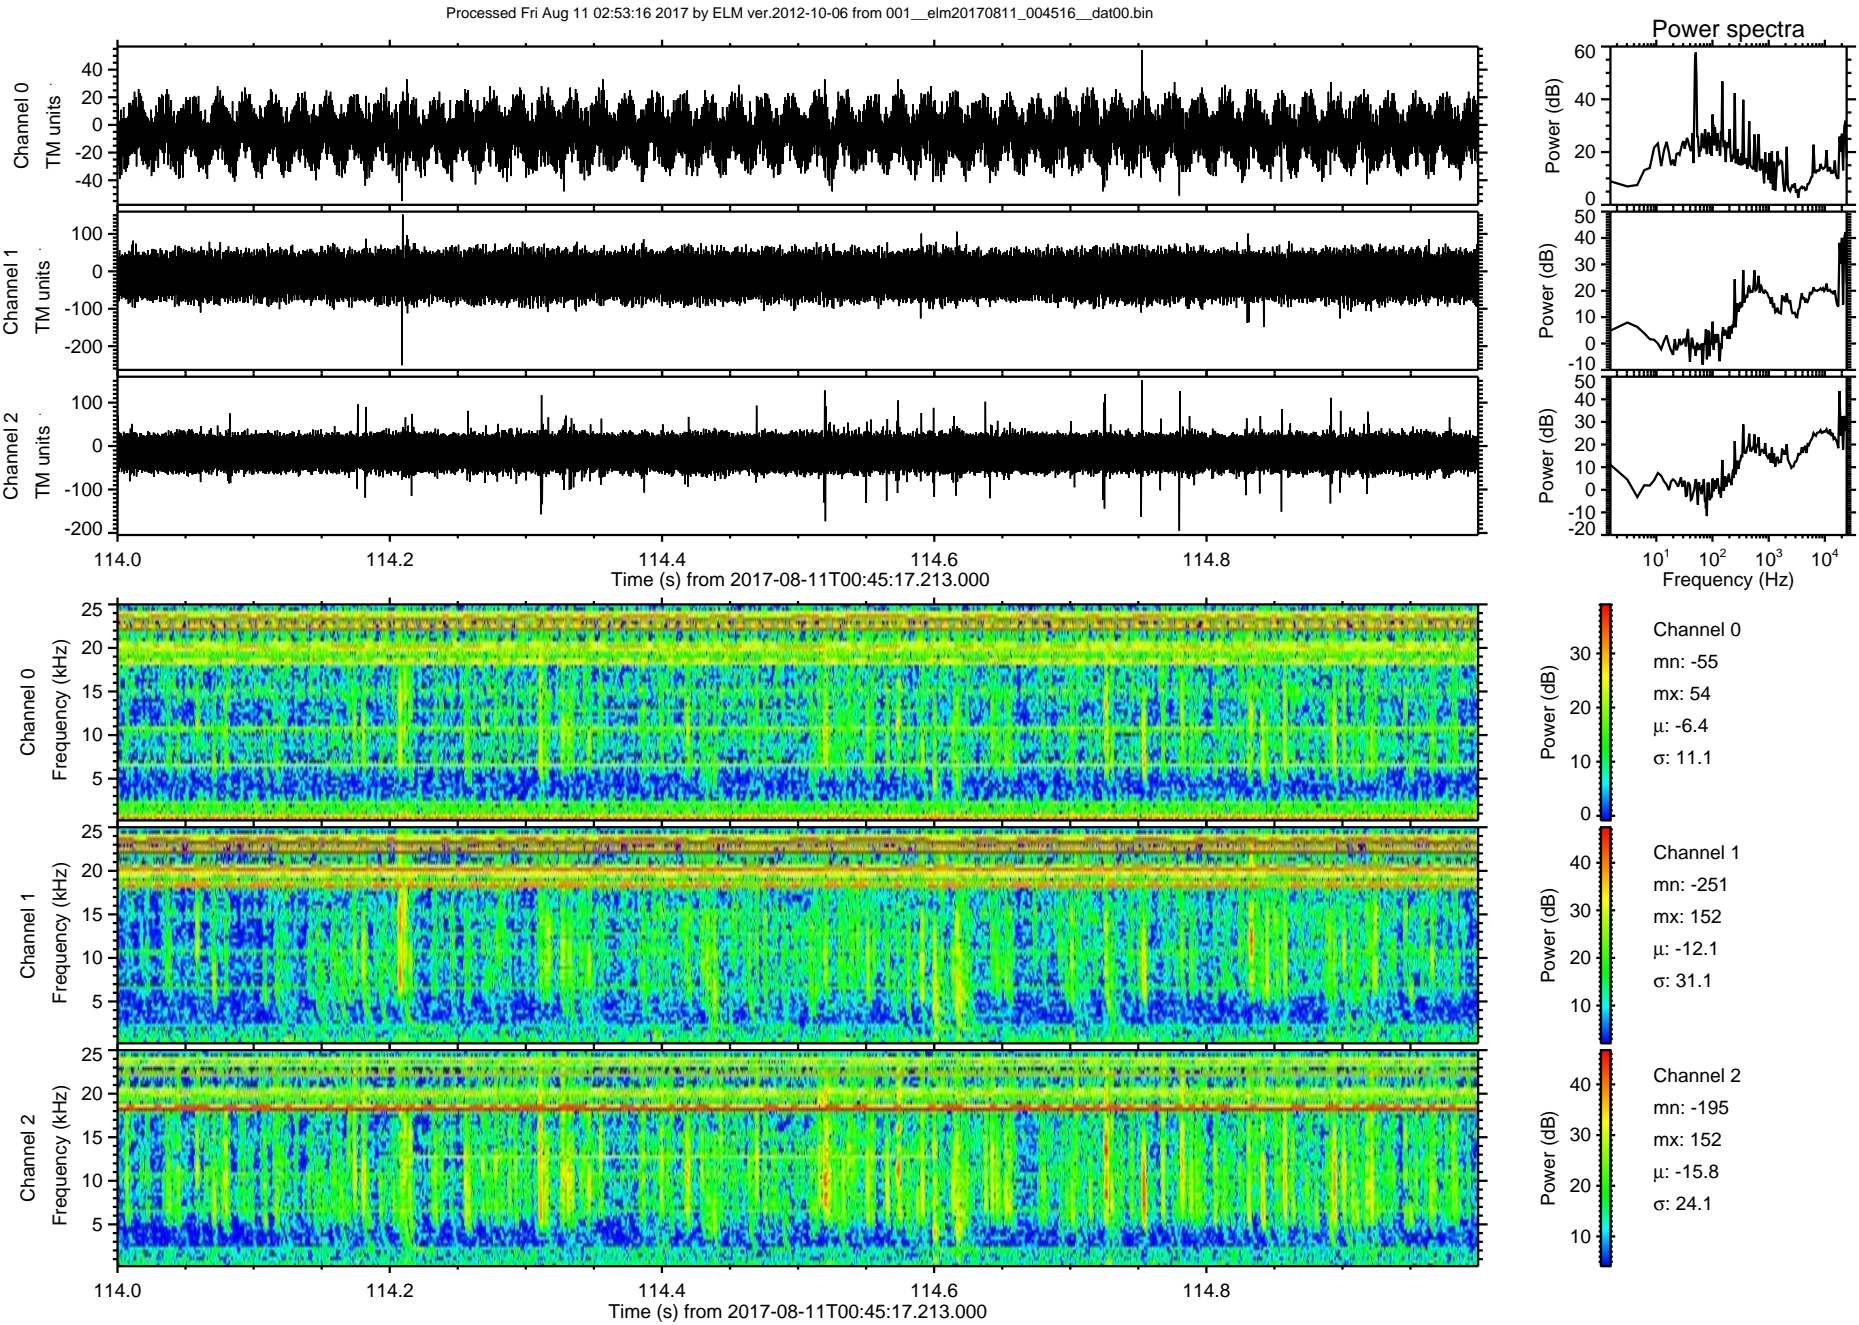 Processed Fri Aug 11 02:53:16 2017 by ELM ver.2012-10-06 from 001__elm20170811_004516__dat00.bin
Power spectra
Channel 0
TM units
40
20
0
-20
-40
Power (dB)
60
40
20
0
Channel 1
TM units
100
0
-100
-200
Power (dB)
50
40
30
20
10
0
-10
Channel 2
TM units
100
0
-100
-200
Power (dB)
50
40
30
20
10
0
-10
-20
114.0 114.2 114.4 114.6 114.8
Time (s) from 2017-08-11T00:45:17.213.000
10^1 10^2 10^3 10^4
Frequency (Hz)
Channel 0
Frequency (kHz)
25
20
15
10
5
Power (dB)
30
20
10
0
Channel 0
mn: -55
mx: 54
μ: -6.4
σ: 11.1
Channel 1
Frequency (kHz)
25
20
15
10
5
Power (dB)
40
30
20
10
Channel 1
mn: -251
mx: 152
μ: -12.1
σ: 31.1
Channel 2
Frequency (kHz)
25
20
15
10
5
Power (dB)
40
30
20
10
Channel 2
mn: -195
mx: 152
μ: -15.8
σ: 24.1
114.0 114.2 114.4 114.6 114.8
Time (s) from 2017-08-11T00:45:17.213.000